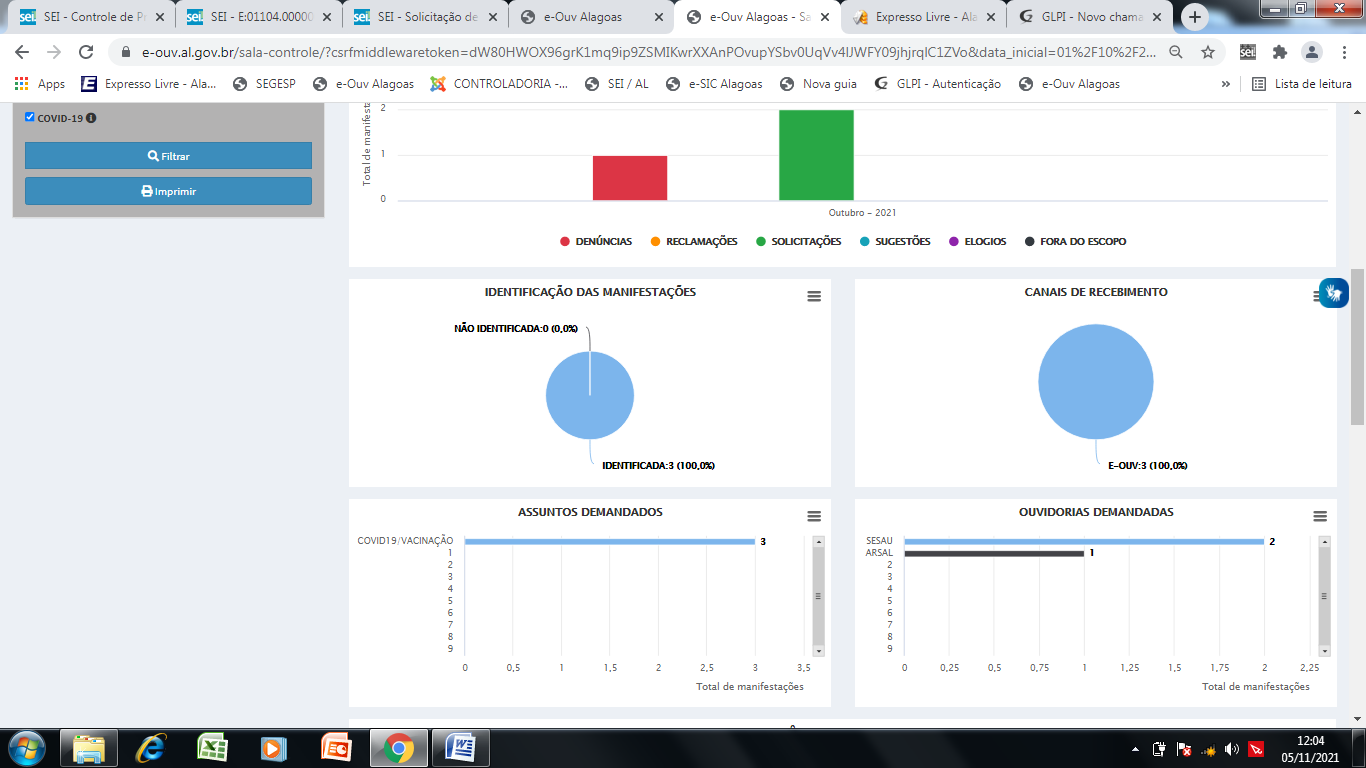 SEI - Controle de Pr
SEI - E:01104.00000
SEI - Solicitação de
e-Ouv Alagoas
e-Ouv Alagoas - Sa
Expresso Livre - Ala
GLPI - Novo chama
e-ouv.al.gov.br/sala-controle/?csrfmiddlewaretoken=dW80HWOX96grK1mq9ip9ZSMIKwrXXAnPOvupYSbv0UqVv4lJWFY09jhjrqlC1ZVo&data_inicial=01%2F10%2F2...
Apps
Expresso Livre - Ala...
SEGESP
e-Ouv Alagoas
CONTROLADORIA -...
SEI / AL
e-SIC Alagoas
Nova guia
GLPI - Autenticação
e-Ouv Alagoas
»
Lista de leitura
COVID-19
Filtrar
Imprimir
Total de manifesta
2
1
0
Outubro - 2021
DENÚNCIAS
RECLAMAÇÕES
SOLICITAÇÕES
SUGESTÕES
ELOGIOS
FORA DO ESCOPO
IDENTIFICAÇÃO DAS MANIFESTAÇÕES
NÃO IDENTIFICADA:0 (0,0%)
IDENTIFICADA:3 (100,0%)
CANAIS DE RECEBIMENTO
E-OUV:3 (100,0%)
ASSUNTOS DEMANDADOS
COVID19/VACINAÇÃO
3
1
2
3
4
5
6
7
8
9
0 0,5 1 1,5 2 2,5 3 3,5
Total de manifestações
OUVIDORIAS DEMANDADAS
SESAU
2
ARSAL
1
2
3
4
5
6
7
8
9
0 0,25 0,5 0,75 1 1,25 1,5 1,75 2 2,25
Total de manifestações
12:04
05/11/2021